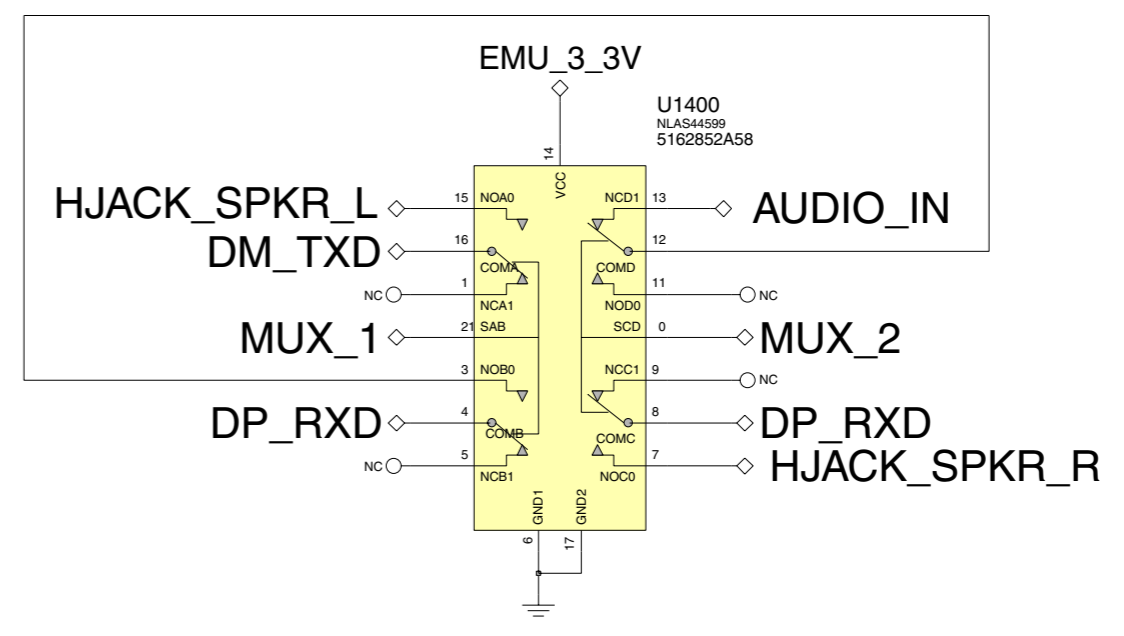 EMU_3_3V
U1400
NLAS44599
5162852A58
14
VCC
HJACK_SPKR_L 15 NOA0
NCD1 13 AUDIO_IN
DM_TXD 16
12
COMA
COMD
NC 1
11 NC
NCA1
NOD0
MUX_1 21 SAB
SCD 0 MUX_2
3 NOB0
NCC1 9 NC
DP_RXD 4
8 DP_RXD
COMB
COMC
NC 5
7 HJACK_SPKR_R
NCB1
NOC0
GND1
GND2
6
17